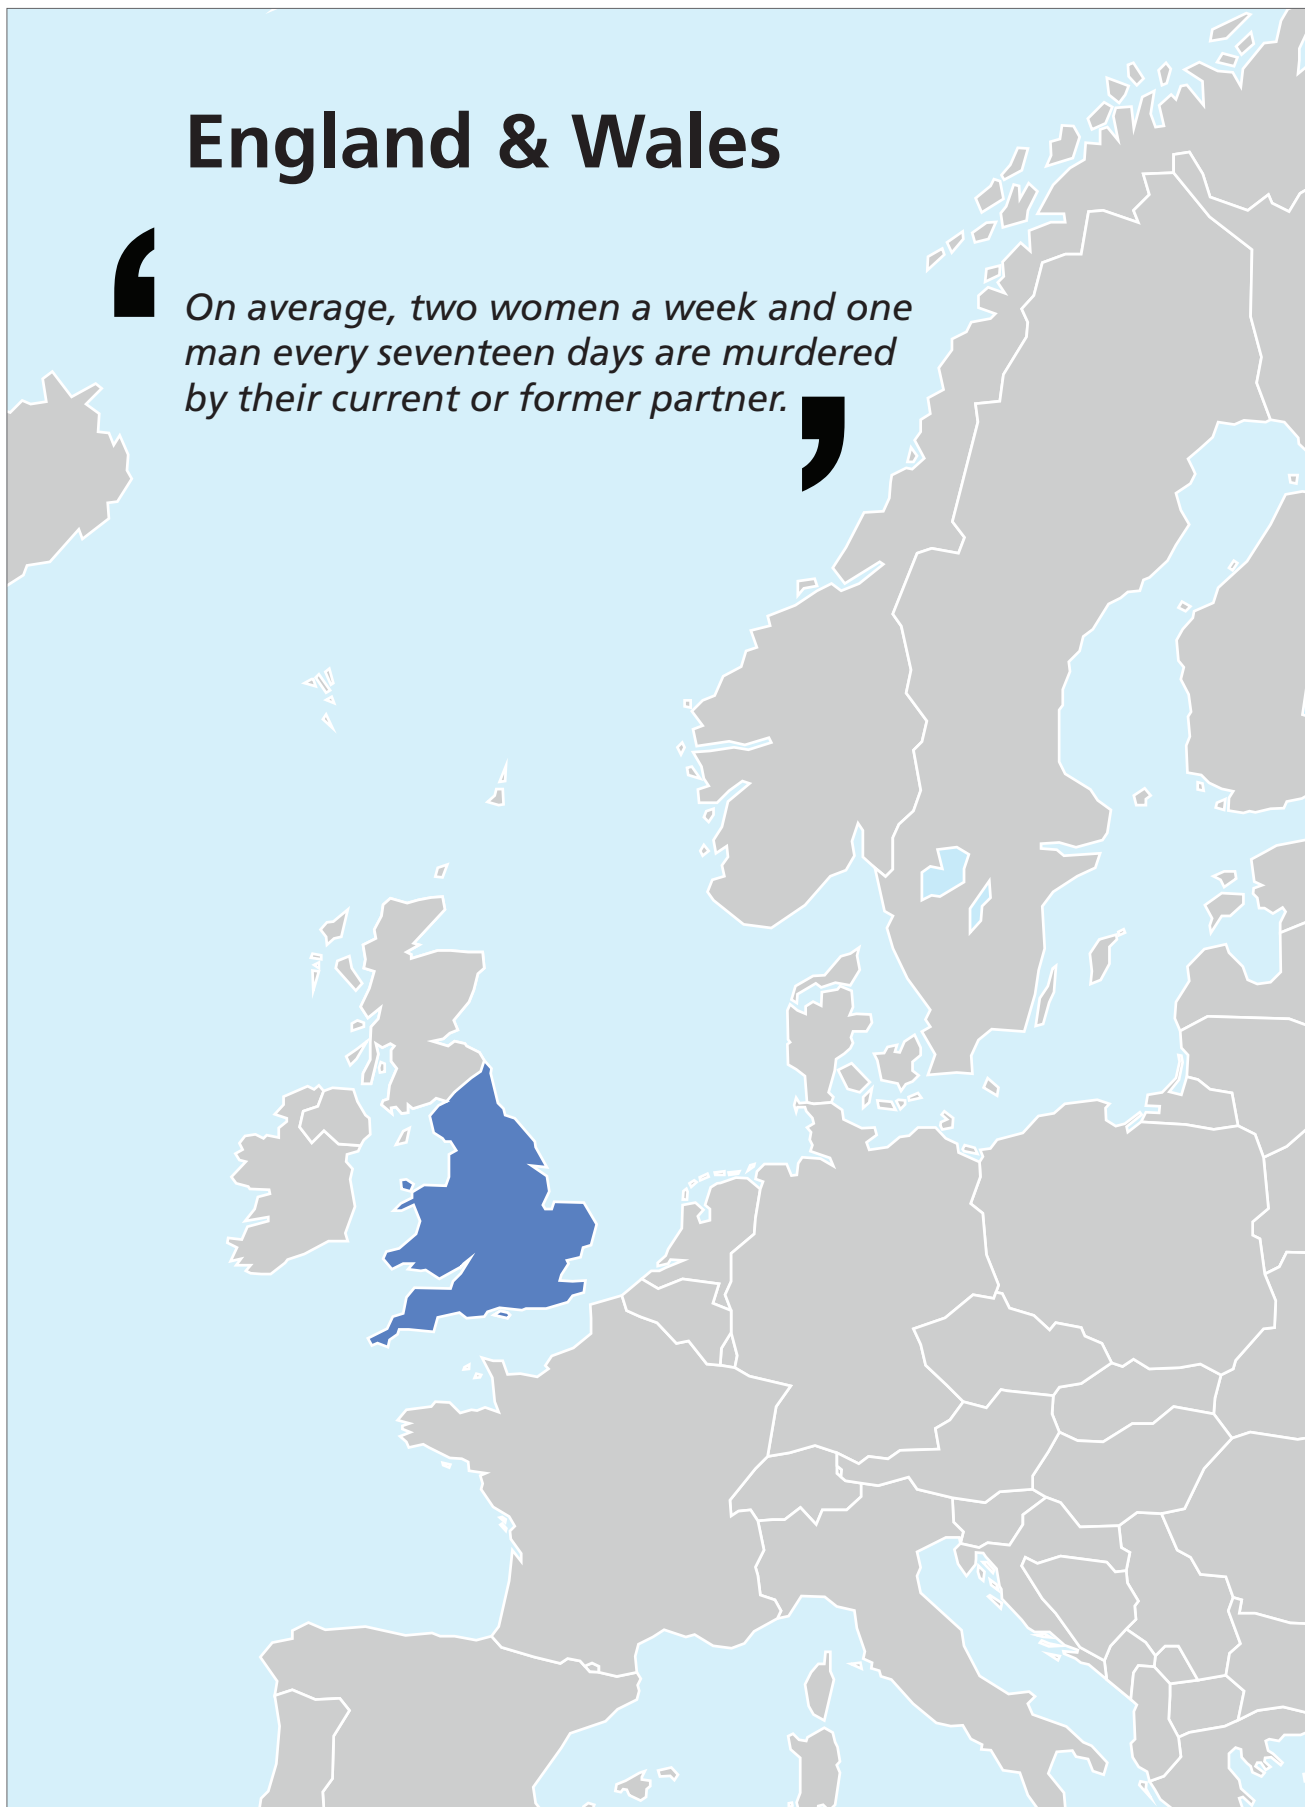 England & Wales
‘
On average, two women a week and one
man every seventeen days are murdered
by their current or former partner.
’